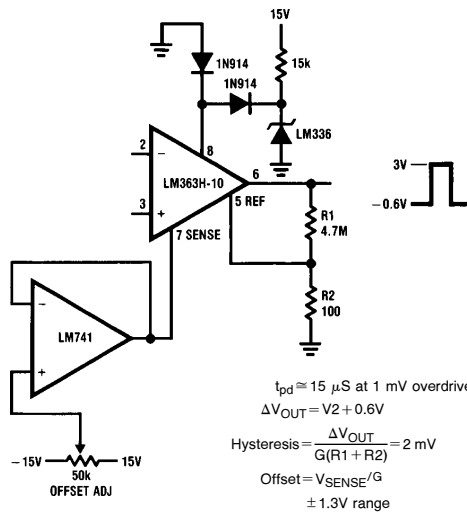 15V
1N914
15k
1N914
LM336
2
−
8
LM363H-10
6
5 REF
3V
−0.6V
3
+
7 SENSE
R1
4.7M
R2
100
−
LM741
+
−15V
15V
50k
OFFSET ADJ
tpd ≅ 15 µS at 1 mV overdrive
ΔVOUT = V2 + 0.6V
Hysteresis = ΔVOUT / G(R1 + R2) = 2 mV
Offset = VSENSE/G
±1.3V range